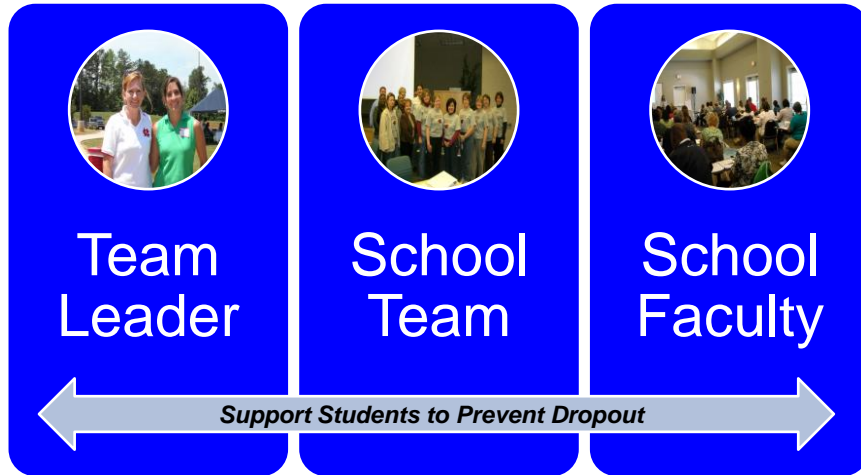 Team
Leader
School
Team
School
Faculty
Support Students to Prevent Dropout